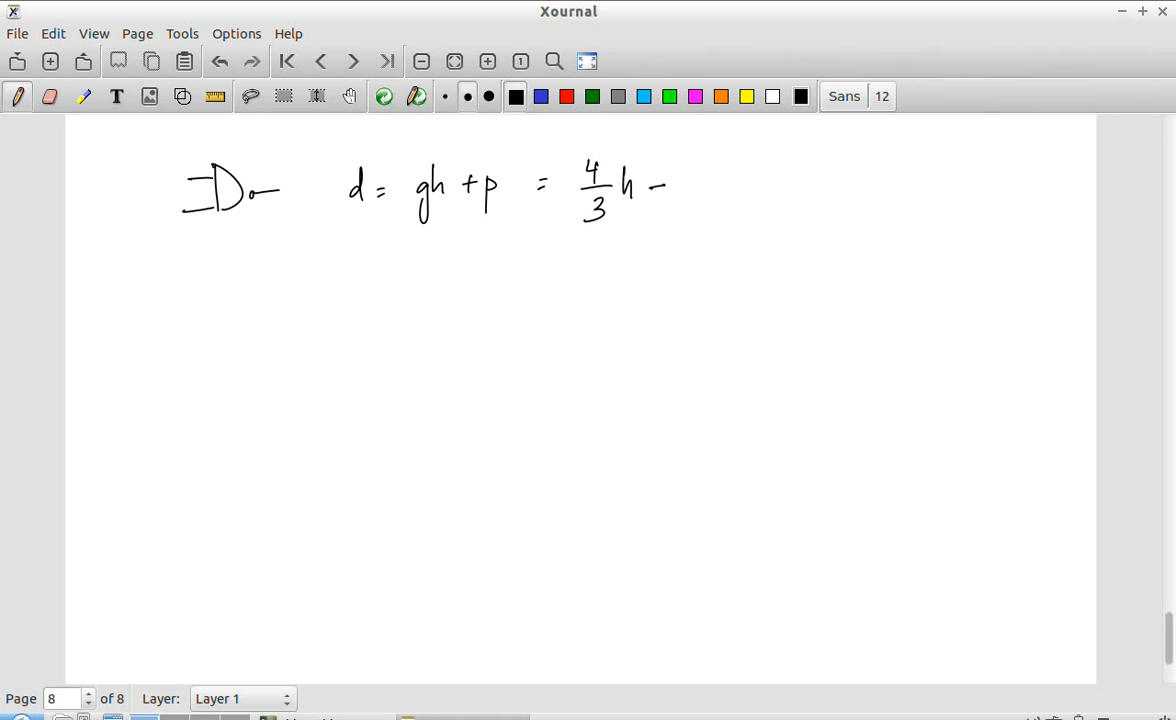 Xournal
File Edit View Page Tools Options Help
Sans 12
d = gh + p = 4/3 h -
Page 8 of 8 Layer: Layer 1